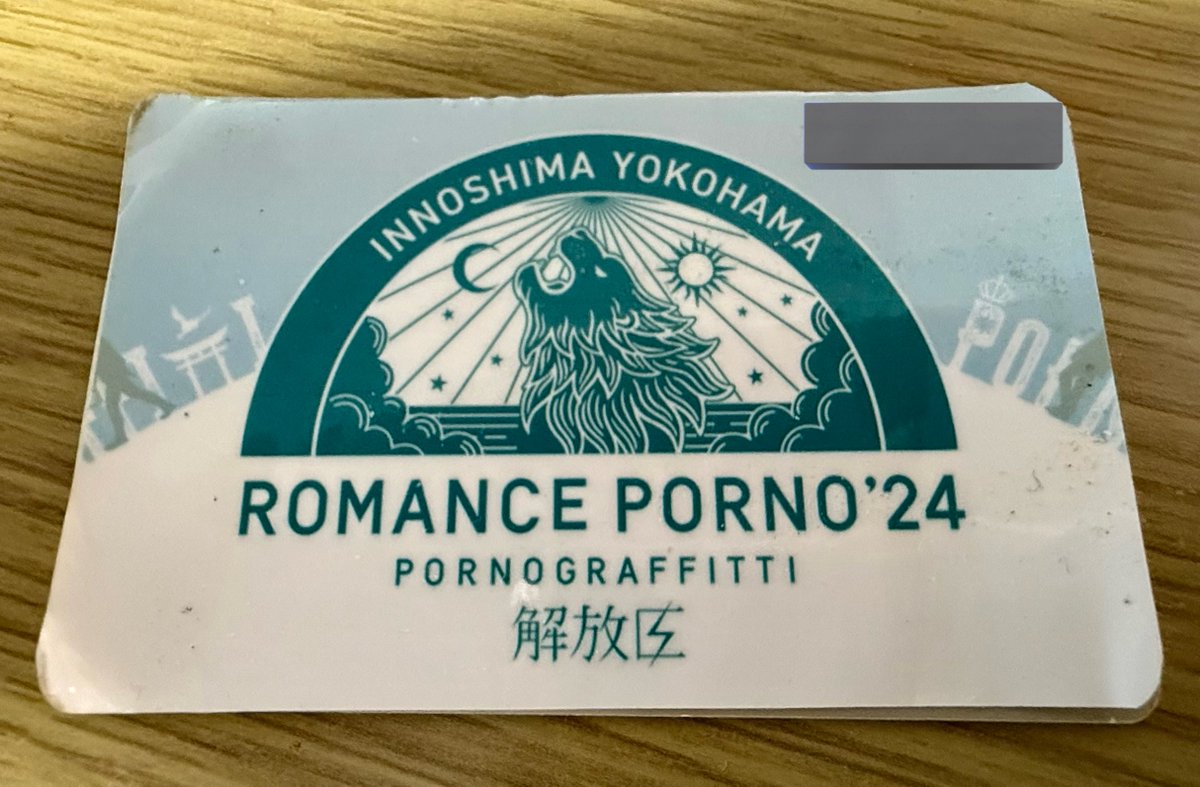 INNOSHIMA YOKOHAMA
ROMANCE PORNO'24
PORNOGRAFFITTI
解放区